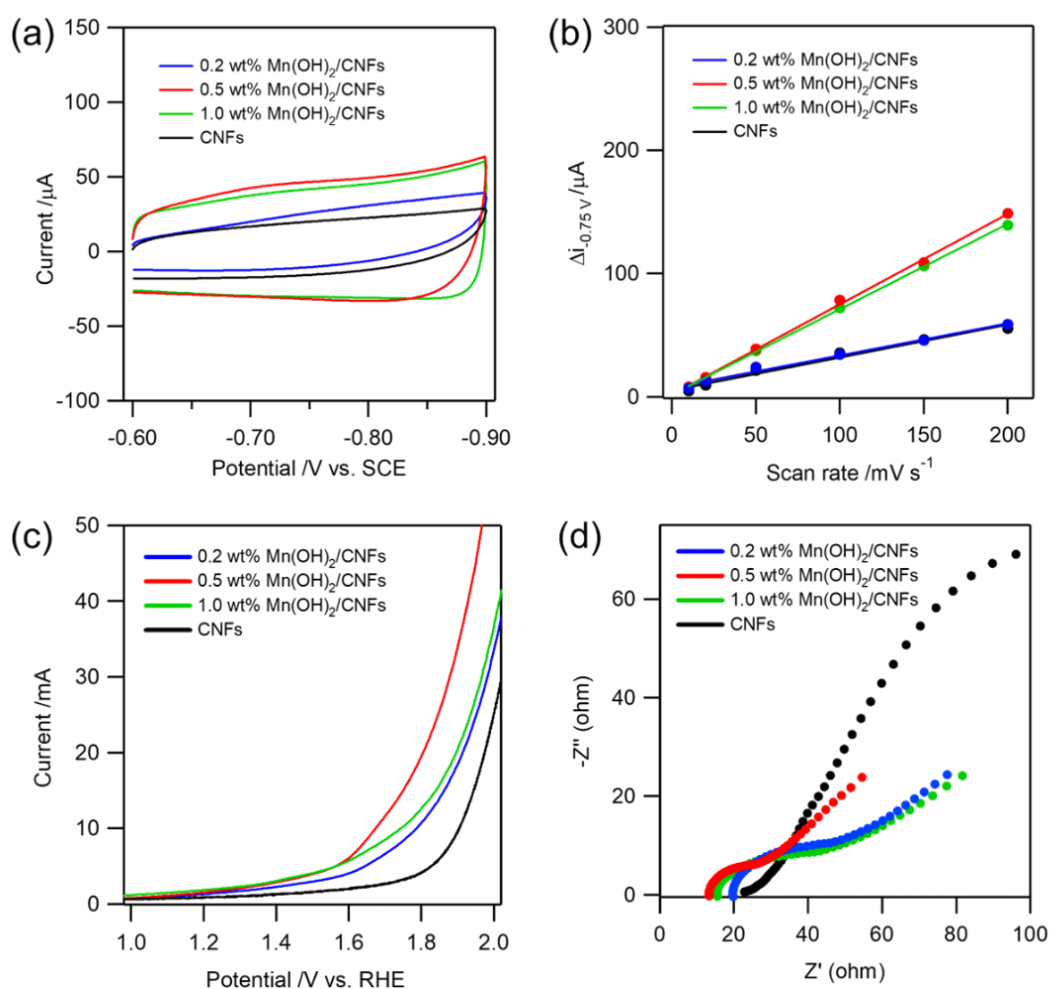 (a)
150
100
50
0
-50
-100
Current /μA
0.2 wt% Mn(OH)₂/CNFs
0.5 wt% Mn(OH)₂/CNFs
1.0 wt% Mn(OH)₂/CNFs
CNFs
-0.60 -0.70 -0.80 -0.90
Potential /V vs. SCE
(b)
300
200
100
0
Δi₋₀.₇₅ ᵥ /μA
0.2 wt% Mn(OH)₂/CNFs
0.5 wt% Mn(OH)₂/CNFs
1.0 wt% Mn(OH)₂/CNFs
CNFs
0 50 100 150 200
Scan rate /mV s⁻¹
(c)
50
40
30
20
10
0
Current /mA
0.2 wt% Mn(OH)₂/CNFs
0.5 wt% Mn(OH)₂/CNFs
1.0 wt% Mn(OH)₂/CNFs
CNFs
1.0 1.2 1.4 1.6 1.8 2.0
Potential /V vs. RHE
(d)
60
40
20
0
-Z" (ohm)
0.2 wt% Mn(OH)₂/CNFs
0.5 wt% Mn(OH)₂/CNFs
1.0 wt% Mn(OH)₂/CNFs
CNFs
0 20 40 60 80 100
Z' (ohm)